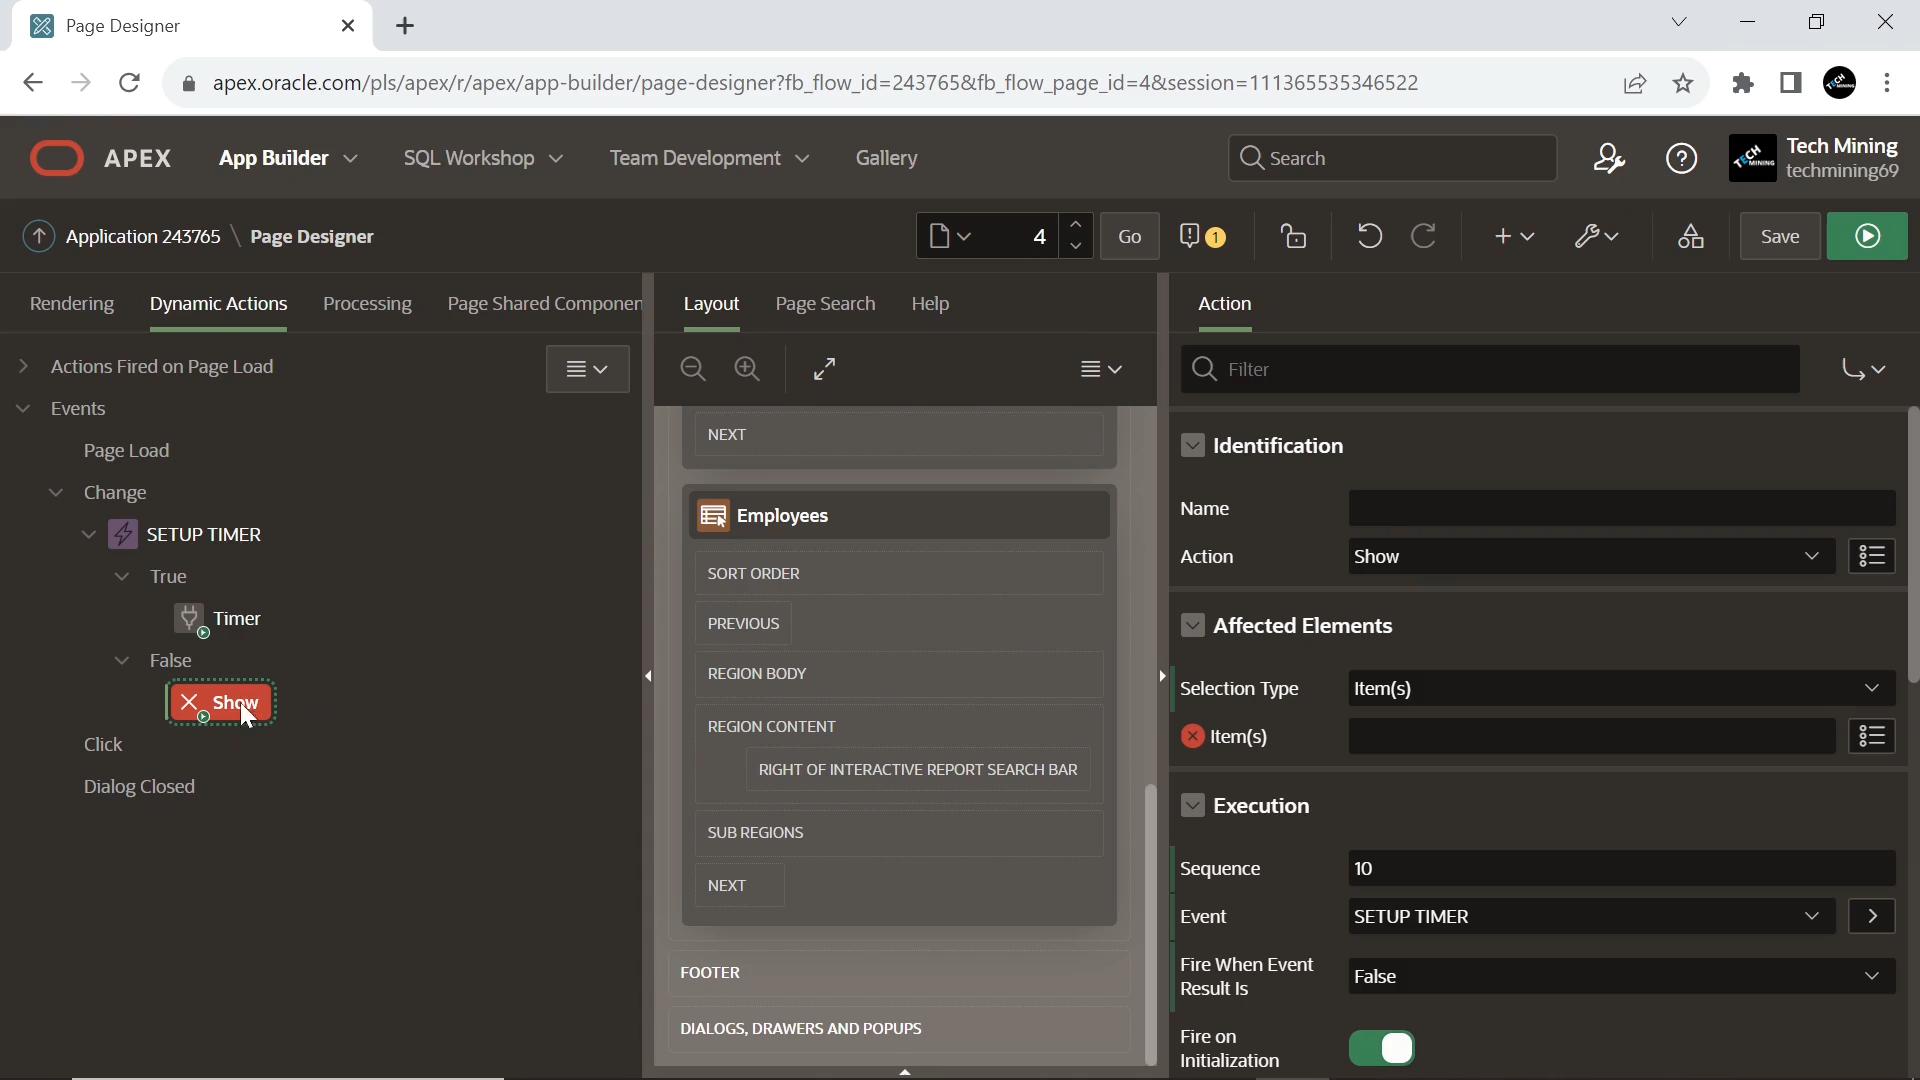 Page Designer
apex.oracle.com/pls/apex/r/apex/app-builder/page-designer?fb_flow_id=243765&fb_flow_page_id=4&session=111365535346522
APEX
App Builder
SQL Workshop
Team Development
Gallery
Search
TECH MINING
Tech Mining
techmining69
Application 243765 \ Page Designer
4
Go
1
Save
Rendering
Dynamic Actions
Processing
Page Shared Componen
Layout
Page Search
Help
Action
Actions Fired on Page Load
Events
Page Load
Change
SETUP TIMER
True
Timer
False
Show
Click
Dialog Closed
NEXT
Employees
SORT ORDER
PREVIOUS
REGION BODY
REGION CONTENT
RIGHT OF INTERACTIVE REPORT SEARCH BAR
SUB REGIONS
NEXT
FOOTER
DIALOGS, DRAWERS AND POPUPS
Filter
Identification
Name
Action
Show
Affected Elements
Selection Type
Item(s)
Item(s)
Execution
Sequence
10
Event
SETUP TIMER
Fire When Event
Result Is
False
Fire on
Initialization